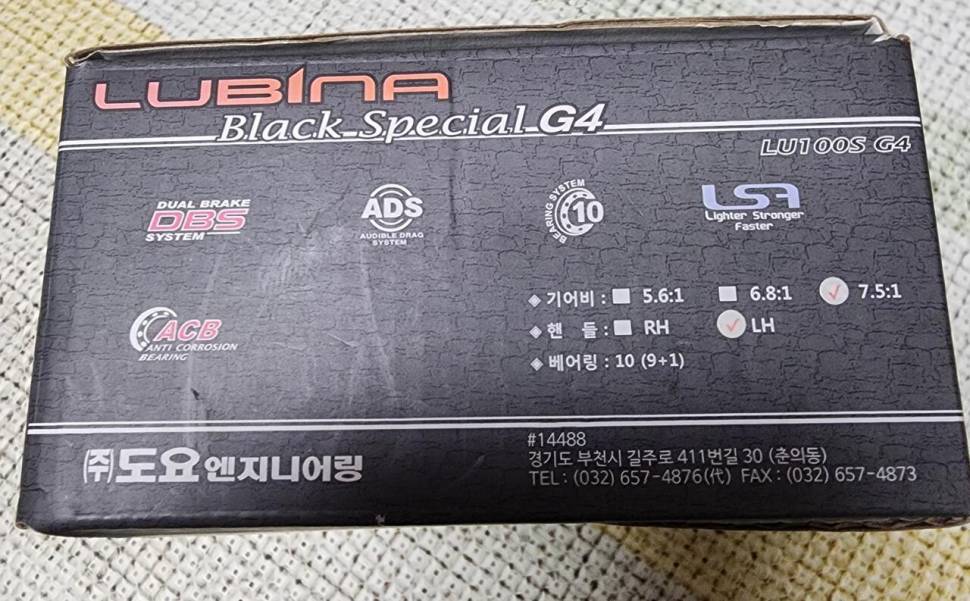 LUBINA
Black Special G4
LU100S G4
DUAL BRAKE
DBS
SYSTEM
ADS
AUDIBLE DRAG
SYSTEM
BEARING SYSTEM
10
LSA
Lighter Stronger
Faster
ACB
ANTI CORROSION
BEARING
◈ 기어비 : ■ 5.6:1 ■ 6.8:1 ✓ 7.5:1
◈ 핸 들 : ■ RH ✓ LH
◈ 베어링 : 10 (9+1)
㈜도요엔지니어링
#14488
경기도 부천시 길주로 411번길 30 (춘의동)
TEL : (032) 657-4876(代) FAX : (032) 657-4873